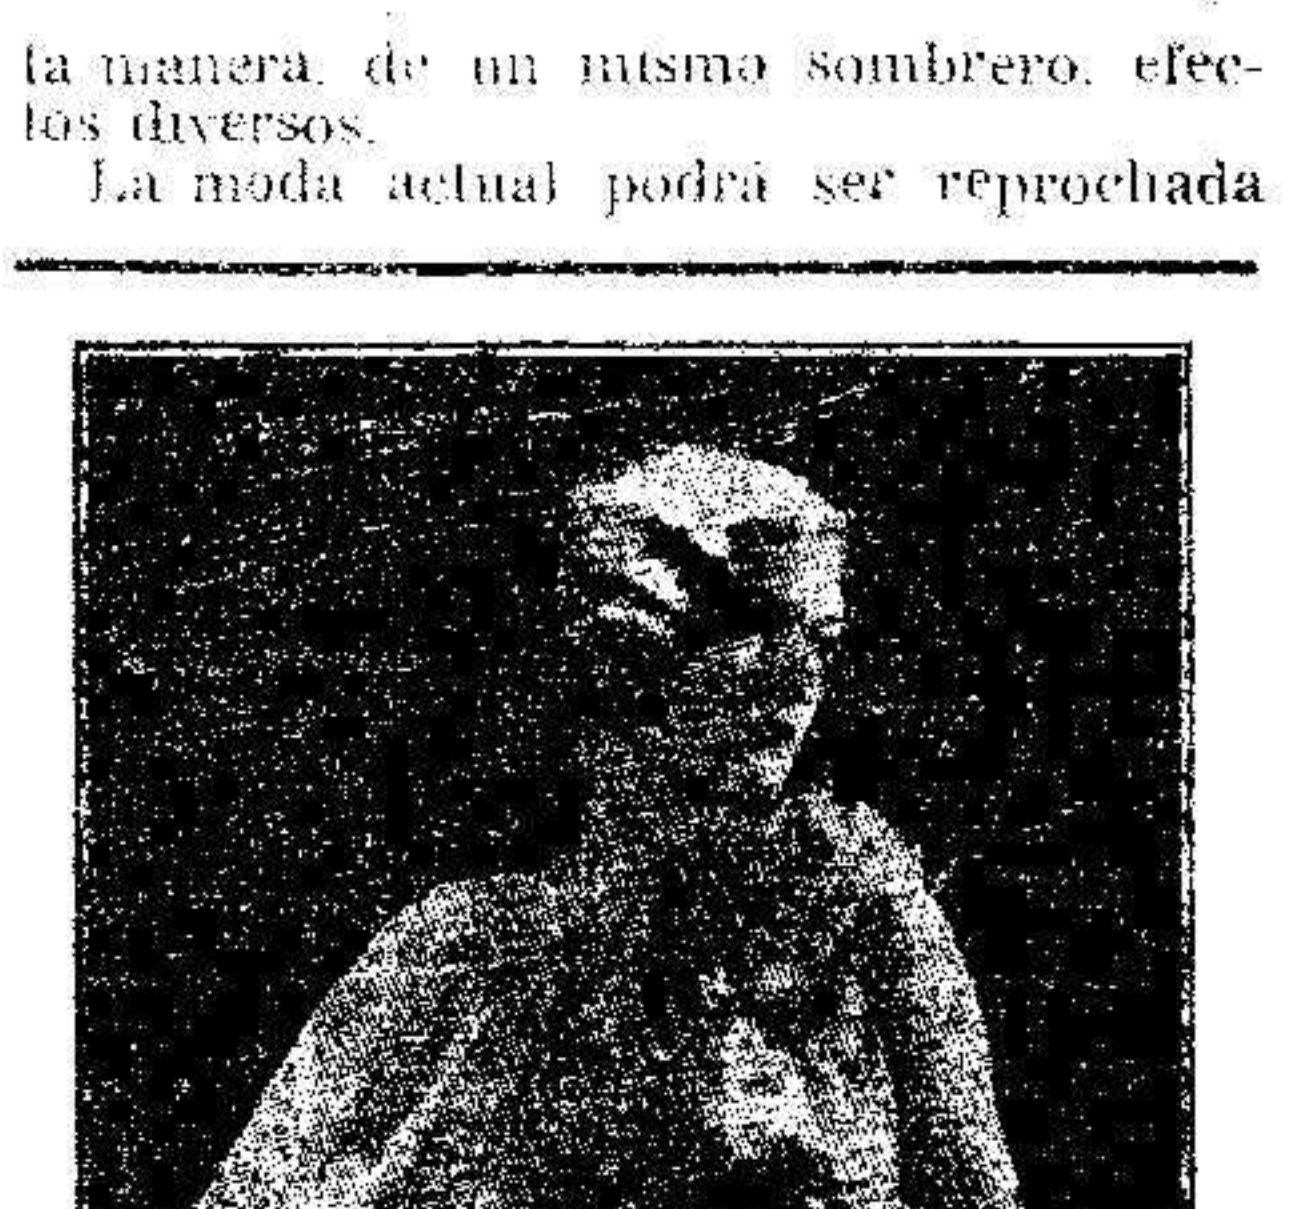 la manera, de un mismo sombrero, efec-
tos diversos.
La moda actual podrá ser reprochada